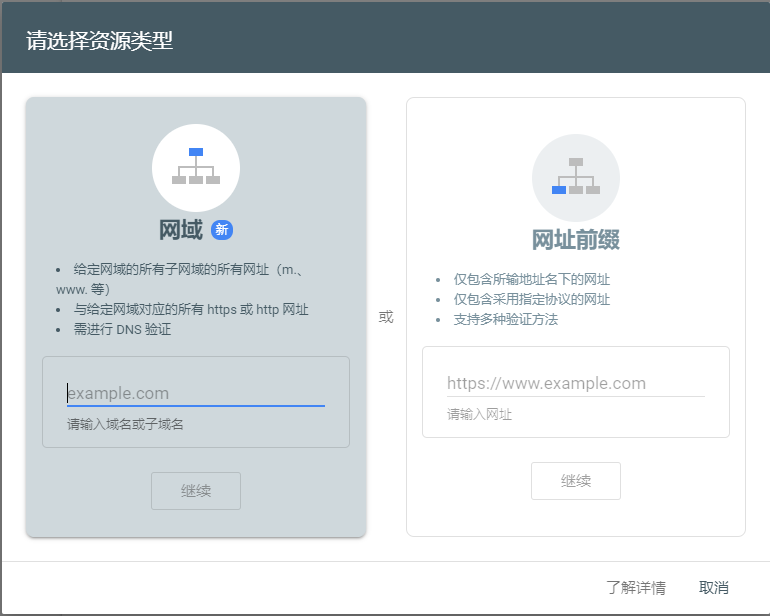 请选择资源类型
网域 新
• 给定网域的所有子网域的所有网址（m.、
www. 等）
• 与给定网域对应的所有 https 或 http 网址
• 需进行 DNS 验证
example.com
请输入域名或子域名
继续
或
网址前缀
• 仅包含所输地址名下的网址
• 仅包含采用指定协议的网址
• 支持多种验证方法
https://www.example.com
请输入网址
继续
了解详情 取消